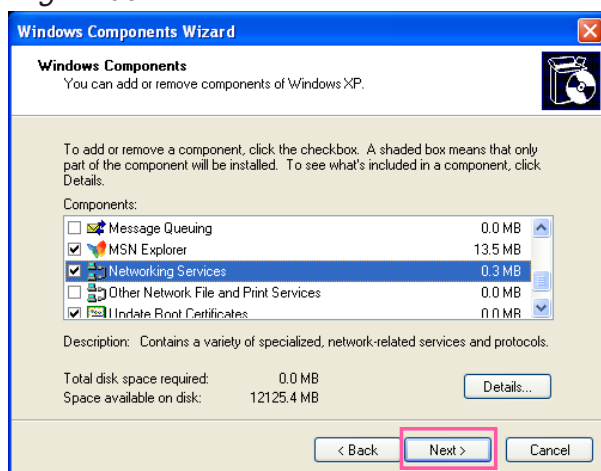 Windows Components Wizard
Windows Components
You can add or remove components of Windows XP.
To add or remove a component, click the checkbox. A shaded box means that only
part of the component will be installed. To see what's included in a component, click
Details.
Components:
Message Queuing 0.0 MB
MSN Explorer 13.5 MB
Networking Services 0.3 MB
Other Network File and Print Services 0.0 MB
Update Root Certificates 0.0 MB
Description: Contains a variety of specialized, network-related services and protocols.
Total disk space required: 0.0 MB
Space available on disk: 12125.4 MB
Details...
< Back Next > Cancel